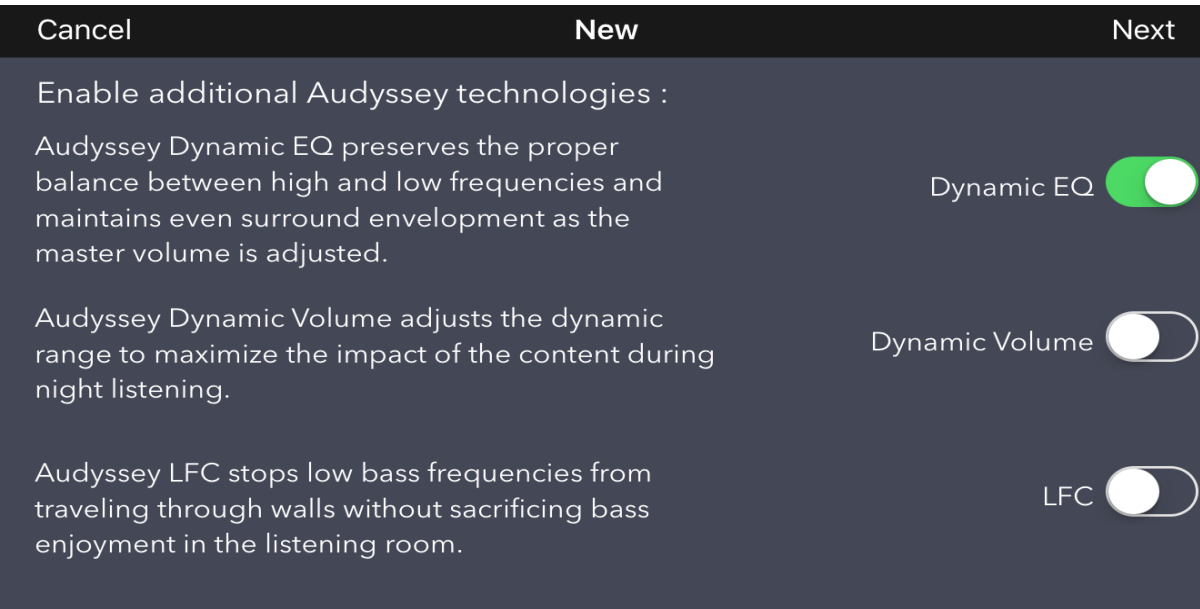 Cancel New Next
Enable additional Audyssey technologies :
Audyssey Dynamic EQ preserves the proper
balance between high and low frequencies and
maintains even surround envelopment as the
master volume is adjusted.
Dynamic EQ
Audyssey Dynamic Volume adjusts the dynamic
range to maximize the impact of the content during
night listening.
Dynamic Volume
Audyssey LFC stops low bass frequencies from
traveling through walls without sacrificing bass
enjoyment in the listening room.
LFC